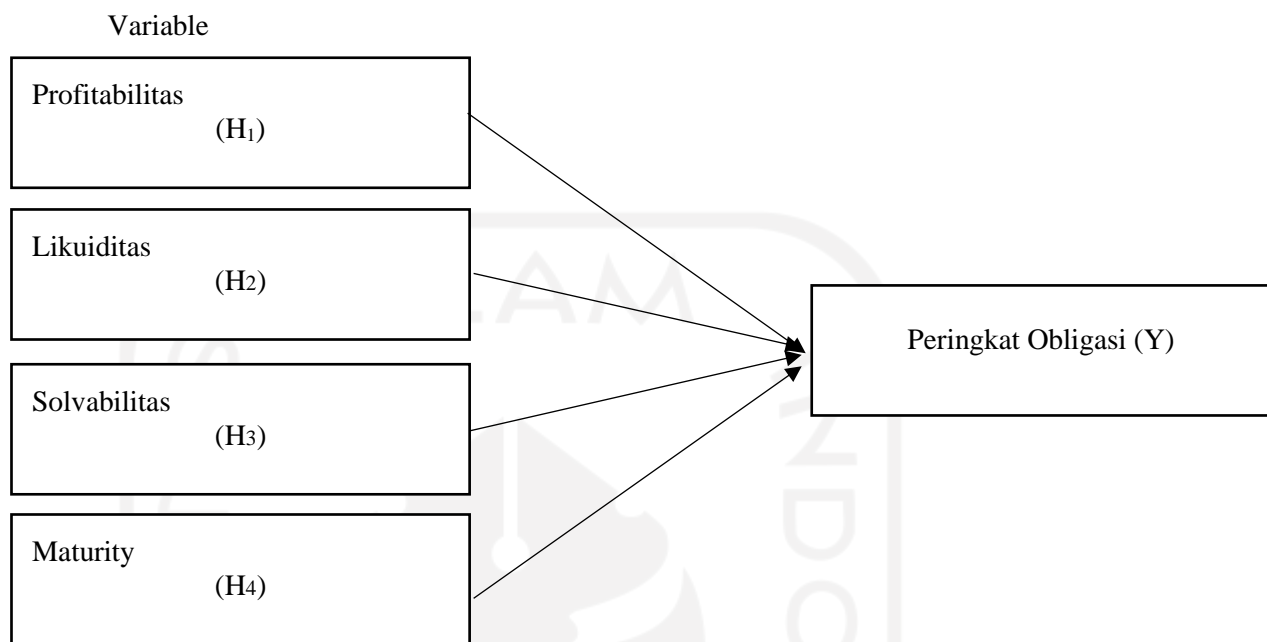 Variable
Profitabilitas
(H₁)
Likuiditas
(H2)
Solvabilitas
(H3)
Maturity
(H4)
Peringkat Obligasi (Y)